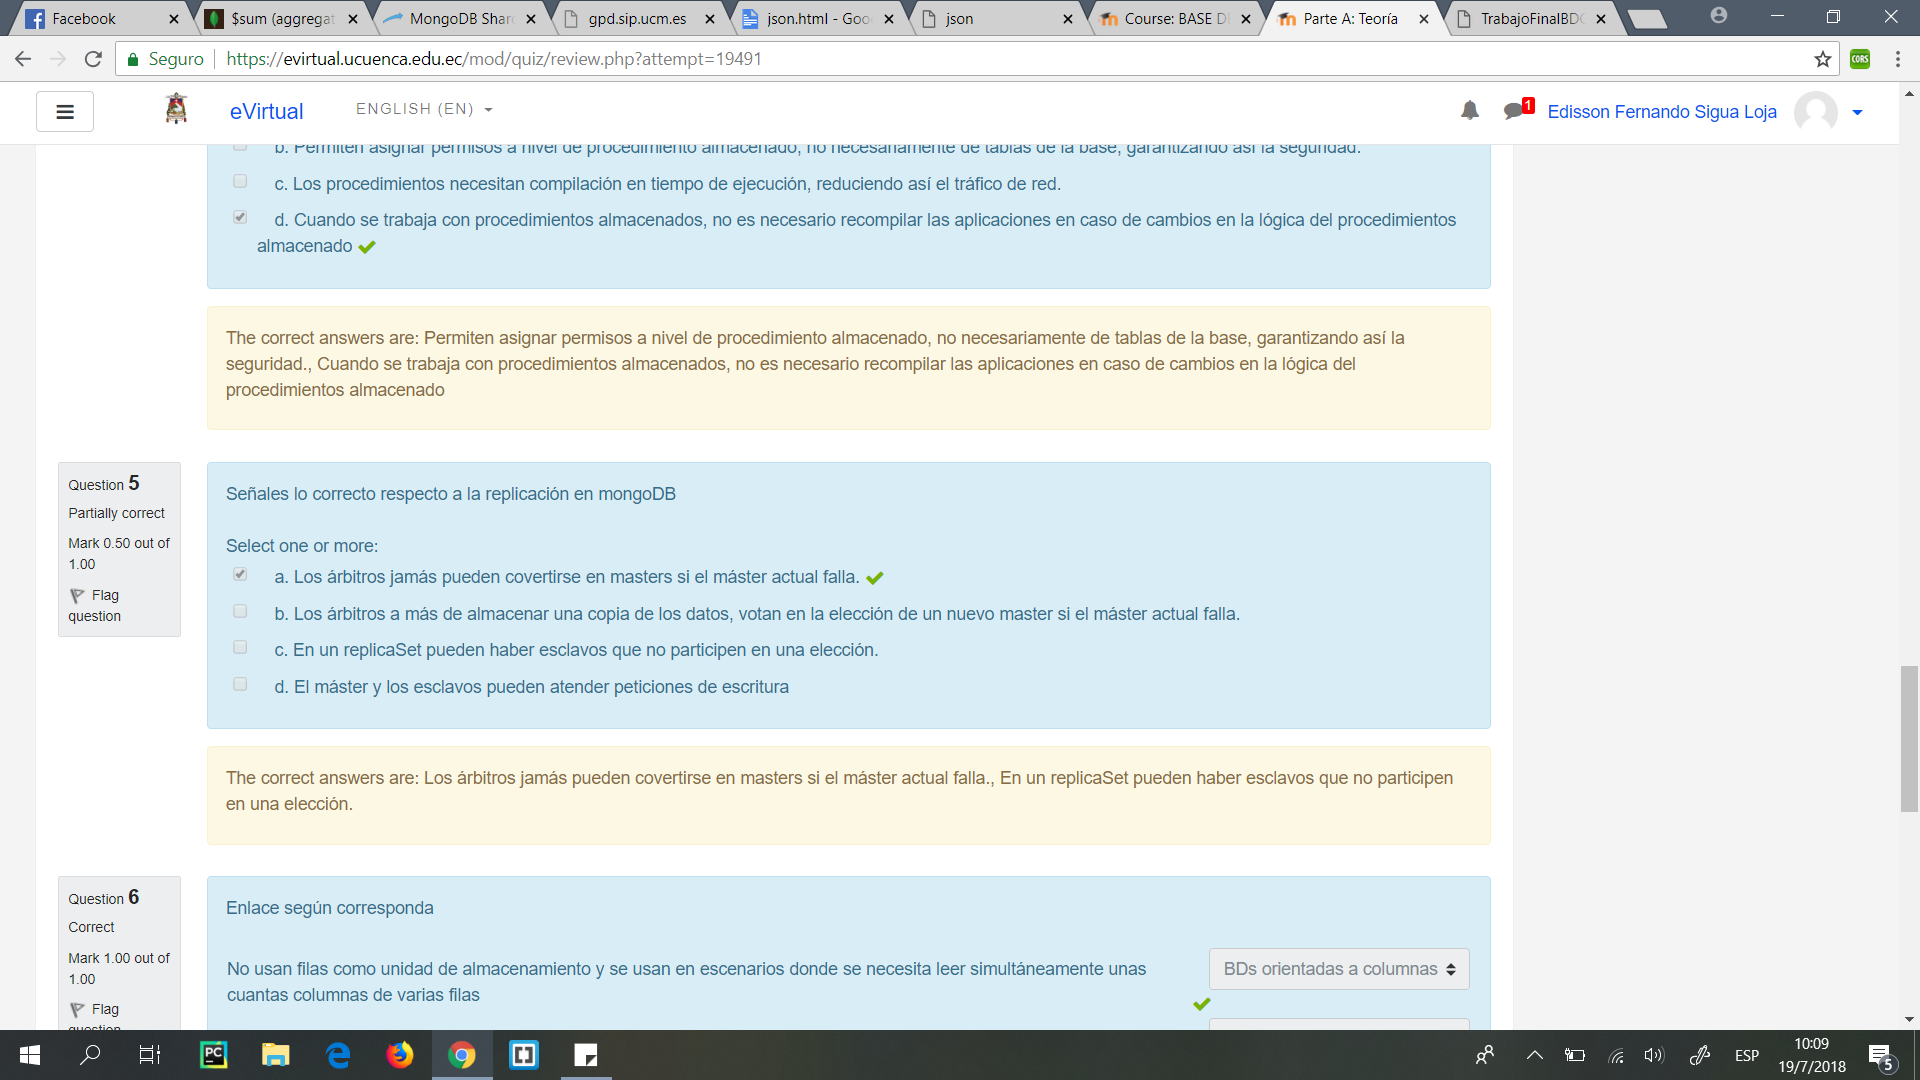 Facebook
$sum (aggregat
MongoDB Shar
gpd.sip.ucm.es
json.html - Goo
json
Course: BASE D
Parte A: Teoría
TrabajoFinalBD
Seguro
https://evirtual.ucuenca.edu.ec/mod/quiz/review.php?attempt=19491
CORS
eVirtual
ENGLISH (EN)
1
Edisson Fernando Sigua Loja
b. Permiten asignar permisos a nivel de procedimiento almacenado, no necesariamente de tablas de la base, garantizando así la seguridad.
c. Los procedimientos necesitan compilación en tiempo de ejecución, reduciendo así el tráfico de red.
d. Cuando se trabaja con procedimientos almacenados, no es necesario recompilar las aplicaciones en caso de cambios en la lógica del procedimientos
almacenado
The correct answers are: Permiten asignar permisos a nivel de procedimiento almacenado, no necesariamente de tablas de la base, garantizando así la
seguridad., Cuando se trabaja con procedimientos almacenados, no es necesario recompilar las aplicaciones en caso de cambios en la lógica del
procedimientos almacenado
Question 5
Partially correct
Mark 0.50 out of
1.00
Flag
question
Señales lo correcto respecto a la replicación en mongoDB
Select one or more:
a. Los árbitros jamás pueden covertirse en masters si el máster actual falla.
b. Los árbitros a más de almacenar una copia de los datos, votan en la elección de un nuevo master si el máster actual falla.
c. En un replicaSet pueden haber esclavos que no participen en una elección.
d. El máster y los esclavos pueden atender peticiones de escritura
The correct answers are: Los árbitros jamás pueden covertirse en masters si el máster actual falla., En un replicaSet pueden haber esclavos que no participen
en una elección.
Question 6
Correct
Mark 1.00 out of
1.00
Flag
question
Enlace según corresponda
No usan filas como unidad de almacenamiento y se usan en escenarios donde se necesita leer simultáneamente unas
cuantas columnas de varias filas
BDs orientadas a columnas
PC
ESP
10:09
19/7/2018
5